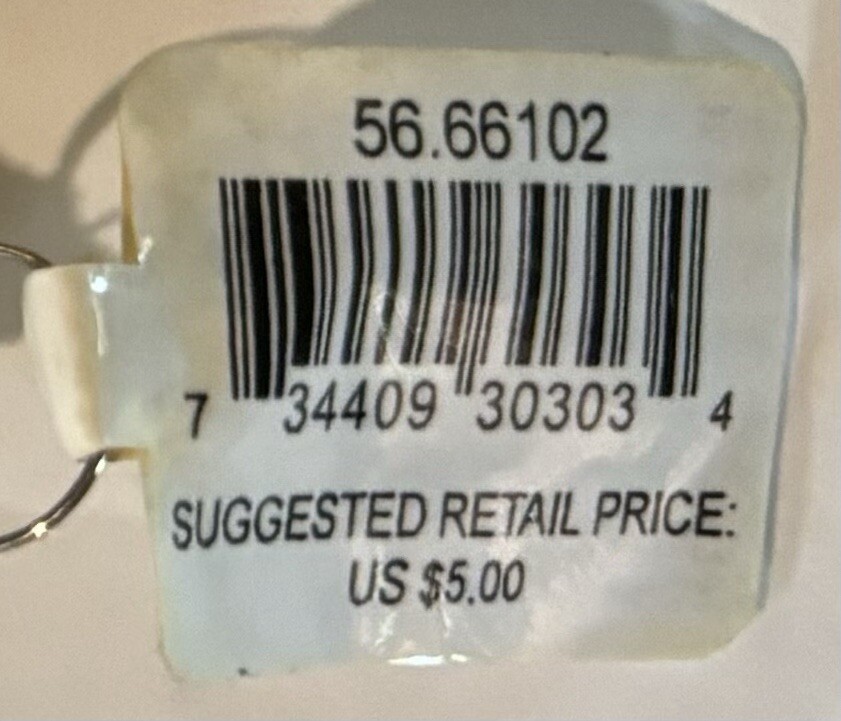 56.66102
7 34409 30303 4
SUGGESTED RETAIL PRICE:
US $5.00